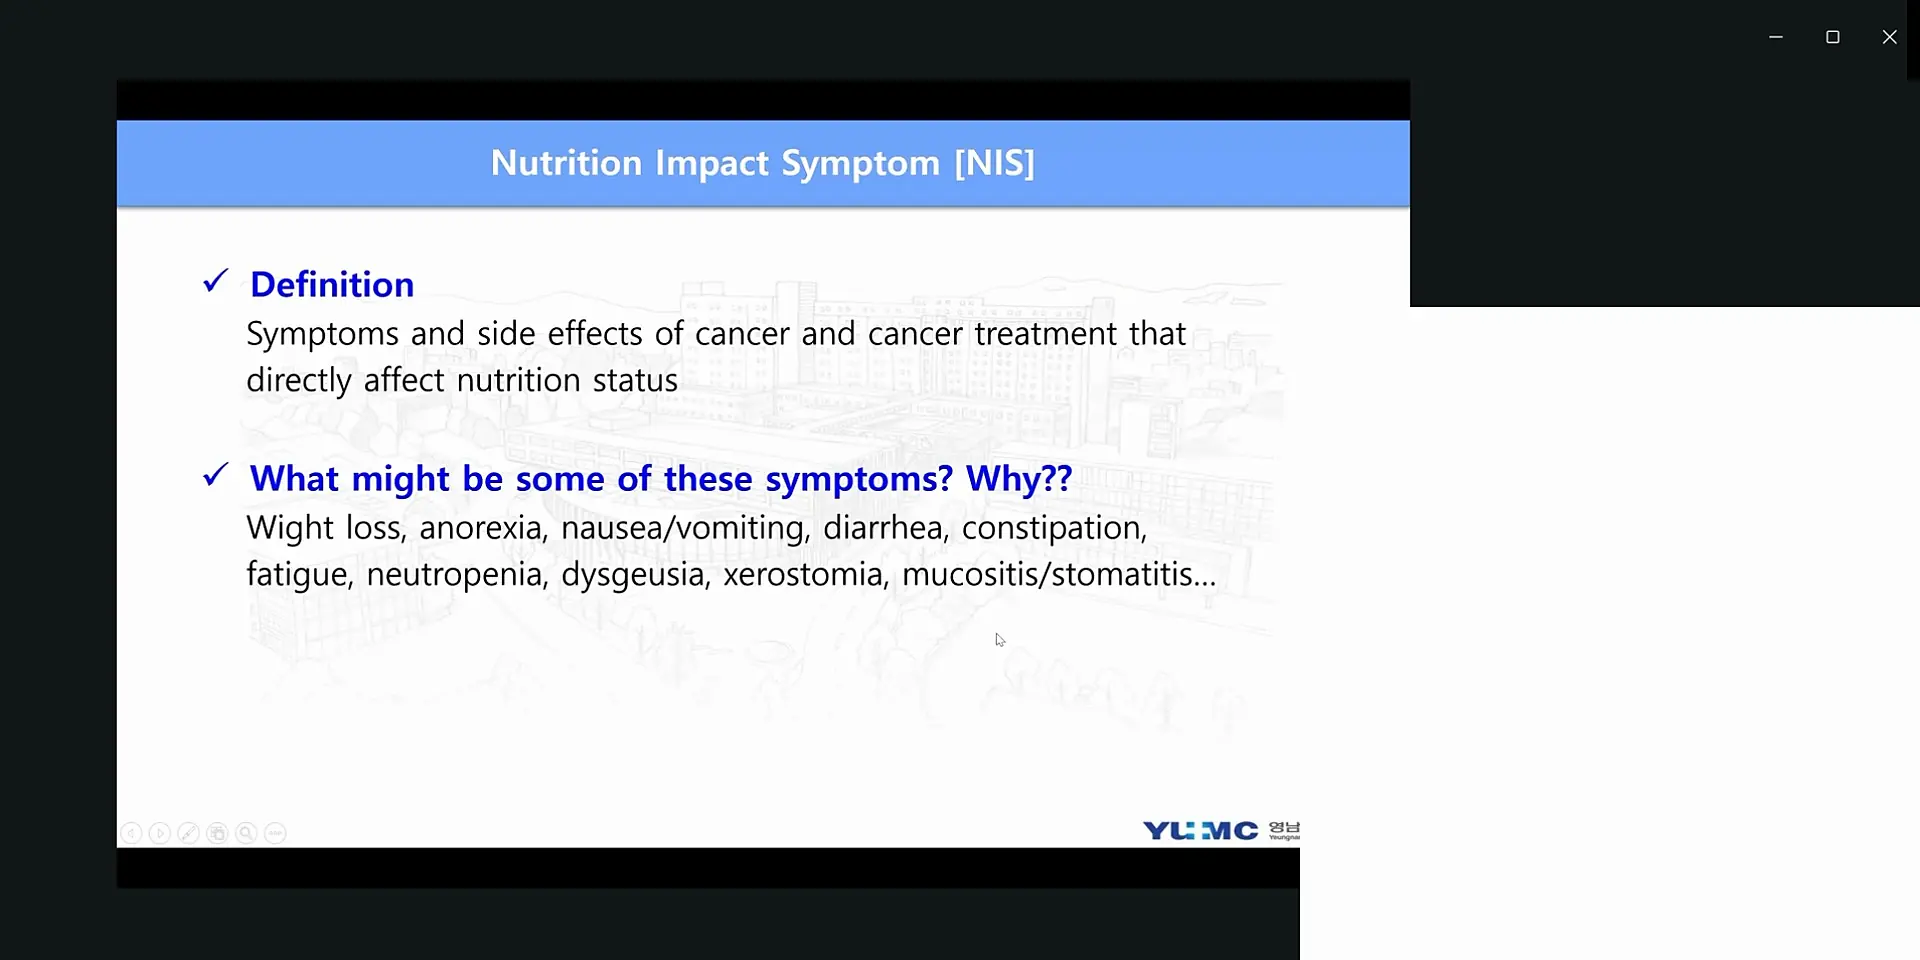 Nutrition Impact Symptom [NIS]
✓ Definition
Symptoms and side effects of cancer and cancer treatment that
directly affect nutrition status
✓ What might be some of these symptoms? Why??
Wight loss, anorexia, nausea/vomiting, diarrhea, constipation,
fatigue, neutropenia, dysgeusia, xerostomia, mucositis/stomatitis...
YUMC 영남